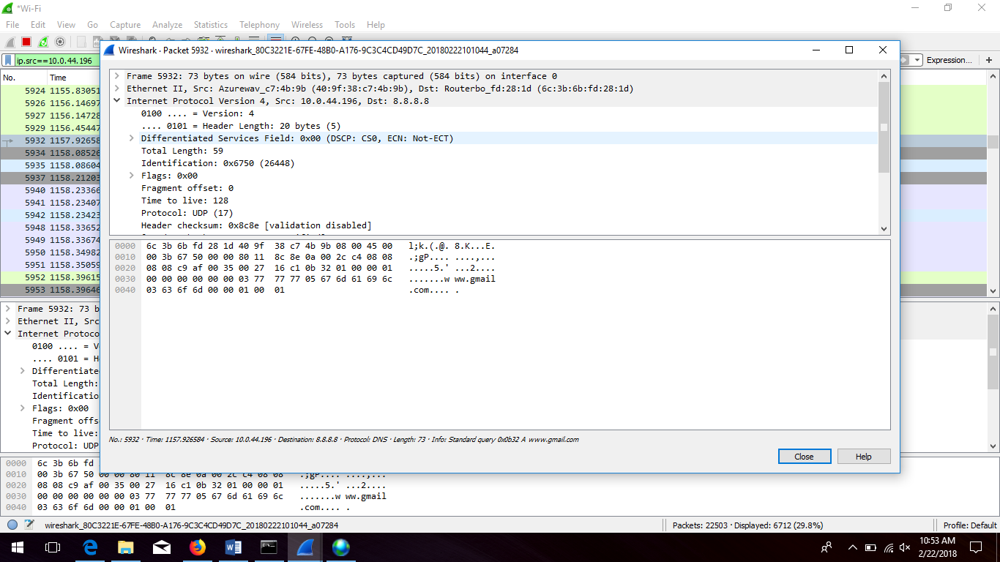 *Wi-Fi
File Edit View Go Capture Analyze Statistics Telephony Wireless Tools Help
ip.src==10.0.44.196
Expression... +
No. Time
5924 1155.83051
5926 1156.14697
5927 1156.14728
5929 1156.45447
5932 1157.92658
5934 1158.08526
5935 1158.08604
5937 1158.21203
5940 1158.23366
5941 1158.23407
5942 1158.23423
5948 1158.33652
5949 1158.33674
5950 1158.34982
5951 1158.35059
5952 1158.39615
5953 1158.39646
Wireshark · Packet 5932 · wireshark_80C3221E-67FE-48B0-A176-9C3C4CD49D7C_20180222101044_a07284
Frame 5932: 73 bytes on wire (584 bits), 73 bytes captured (584 bits) on interface 0
Ethernet II, Src: Azurewav_c7:4b:9b (40:9f:38:c7:4b:9b), Dst: Routerbo_fd:28:1d (6c:3b:6b:fd:28:1d)
Internet Protocol Version 4, Src: 10.0.44.196, Dst: 8.8.8.8
0100 .... = Version: 4
.... 0101 = Header Length: 20 bytes (5)
Differentiated Services Field: 0x00 (DSCP: CS0, ECN: Not-ECT)
Total Length: 59
Identification: 0x6750 (26448)
Flags: 0x00
Fragment offset: 0
Time to live: 128
Protocol: UDP (17)
Header checksum: 0x8c8e [validation disabled]
0000 6c 3b 6b fd 28 1d 40 9f 38 c7 4b 9b 08 00 45 00 l;k.(.@. 8.K...E.
0010 00 3b 67 50 00 00 80 11 8c 8e 0a 00 2c c4 08 08 .;gP.... ....,...
0020 08 08 c9 af 00 35 00 27 16 c1 0b 32 01 00 00 01 .....5.' ...2....
0030 00 00 00 00 00 00 03 77 77 77 05 67 6d 61 69 6c .......w ww.gmail
0040 03 63 6f 6d 00 00 01 00 01 .com.... .
No.: 5932 · Time: 1157.926584 · Source: 10.0.44.196 · Destination: 8.8.8.8 · Protocol: DNS · Length: 73 · Info: Standard query 0x0b32 A www.gmail.com
Close Help
Frame 5932: 73 b
Ethernet II, Src
Internet Protoco
0100 .... = V
.... 0101 = H
Differentiate
Total Length:
Identificatio
Flags: 0x00
Fragment offs
Time to live:
Protocol: UDP
0000 6c 3b 6b fd
0010 00 3b 67 50 00 00 80 11 8c 8e 0a 00 2c c4 08 08 .;gP.... ....,...
0020 08 08 c9 af 00 35 00 27 16 c1 0b 32 01 00 00 01 .....5.' ...2....
0030 00 00 00 00 00 00 03 77 77 77 05 67 6d 61 69 6c .......w ww.gmail
0040 03 63 6f 6d 00 00 01 00 01 .com.... .
wireshark_80C3221E-67FE-48B0-A176-9C3C4CD49D7C_20180222101044_a07284
Packets: 22503 · Displayed: 6712 (29.8%)
Profile: Default
10:53 AM
2/22/2018